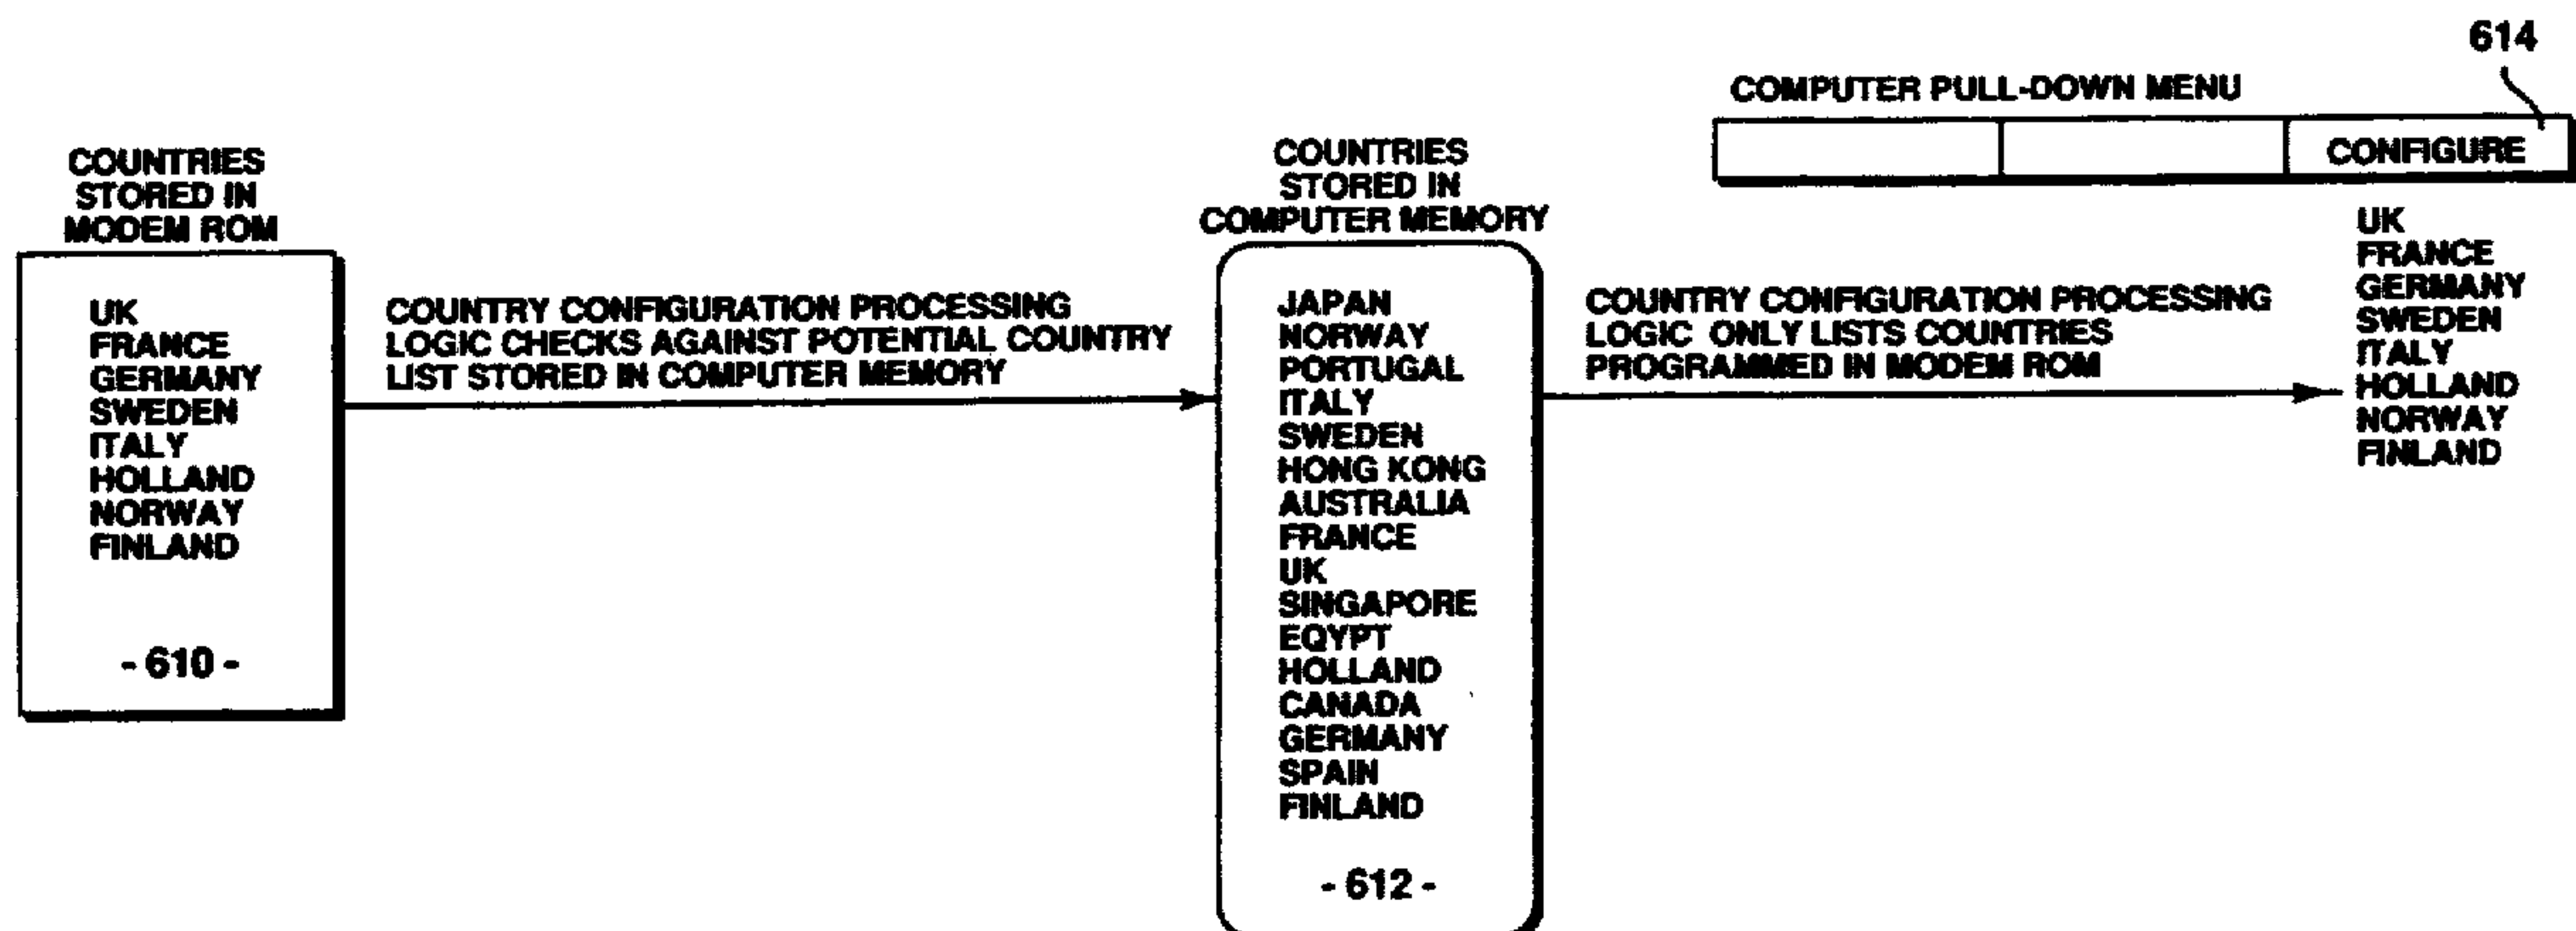 614
COMPUTER PULL-DOWN MENU
CONFIGURE
COUNTRIES
STORED IN
MODEM ROM
UK
FRANCE
GERMANY
SWEDEN
ITALY
HOLLAND
NORWAY
FINLAND
- 610 -
COUNTRY CONFIGURATION PROCESSING
LOGIC CHECKS AGAINST POTENTIAL COUNTRY
LIST STORED IN COMPUTER MEMORY
COUNTRIES
STORED IN
COMPUTER MEMORY
JAPAN
NORWAY
PORTUGAL
ITALY
SWEDEN
HONG KONG
AUSTRALIA
FRANCE
UK
SINGAPORE
EQYPT
HOLLAND
CANADA
GERMANY
SPAIN
FINLAND
- 612 -
COUNTRY CONFIGURATION PROCESSING
LOGIC ONLY LISTS COUNTRIES
PROGRAMMED IN MODEM ROM
UK
FRANCE
GERMANY
SWEDEN
ITALY
HOLLAND
NORWAY
FINLAND